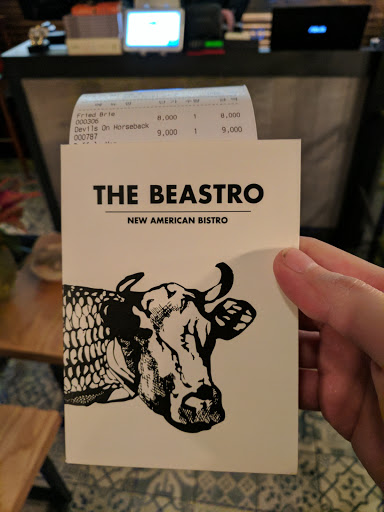 Fried Brie
000306 8,000 1 8,000
Devils On Horseback
000787 9,000 1 9,000
THE BEASTRO
NEW AMERICAN BISTRO